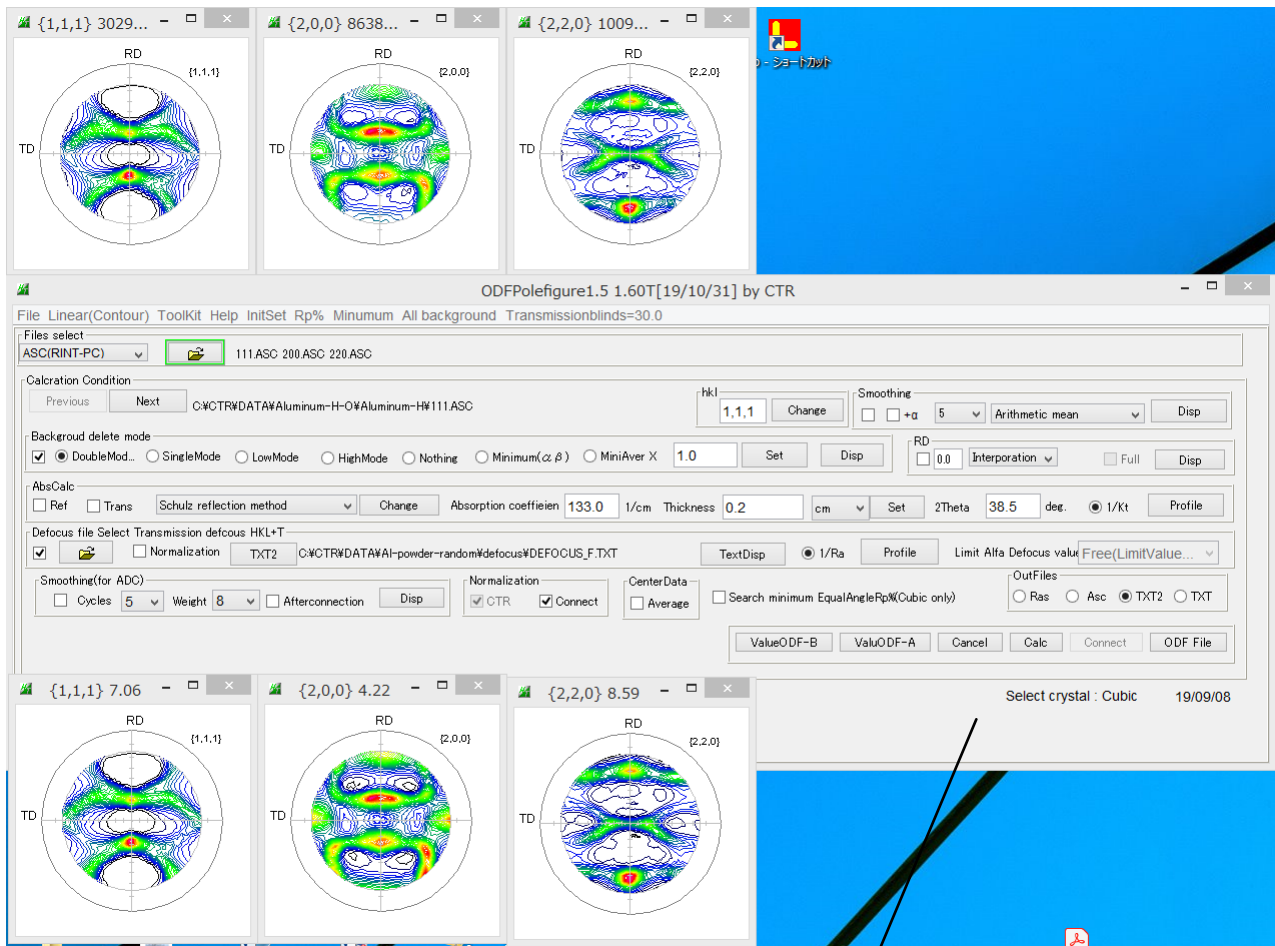 {1,1,1} 3029...
{2,0,0} 8638...
{2,2,0} 1009...
RD
{1,1,1}
TD
RD
{2,0,0}
TD
RD
{2,2,0}
TD
- ショートカット
ODFPolefigure1.5 1.60T[19/10/31] by CTR
File Linear(Contour) ToolKit Help InitSet Rp% Minumum All background Transmissionblinds=30.0
Files select
ASC(RINT-PC)
111.ASC 200.ASC 220.ASC
Calcration Condition
Previous Next C:¥CTR¥DATA¥Aluminum-H-O¥Aluminum-H¥111.ASC
hkl
1,1,1 Change
Smoothing
+α 5 Arithmetic mean Disp
Backgroud delete mode
DoubleMod... SingleMode LowMode HighMode Nothing Minimum(αβ) MiniAver X 1.0 Set Disp
RD
0.0 Interporation Full Disp
AbsCalc
Ref Trans Schulz reflection method Change Absorption coeffieien 133.0 1/cm Thickness 0.2 cm Set 2Theta 38.5 deg. 1/Kt Profile
Defocus file Select Transmission defcous HKL+T
Normalization TXT2 C:¥CTR¥DATA¥Al-powder-random¥defocus¥DEFOCUS_F.TXT TextDisp 1/Ra Profile Limit Alfa Defocus value Free(LimitValue...
Smoothing(for ADC)
Cycles 5 Weight 8 Afterconnection Disp
Normalization
CTR Connect
CenterData
Average
Search minimum EqualAngleRp%(Cubic only)
OutFiles
Ras Asc TXT2 TXT
ValueODF-B ValuODF-A Cancel Calc Connect ODF File
Select crystal : Cubic 19/09/08
{1,1,1} 7.06
{2,0,0} 4.22
{2,2,0} 8.59
RD
{1,1,1}
TD
RD
{2,0,0}
TD
RD
{2,2,0}
TD